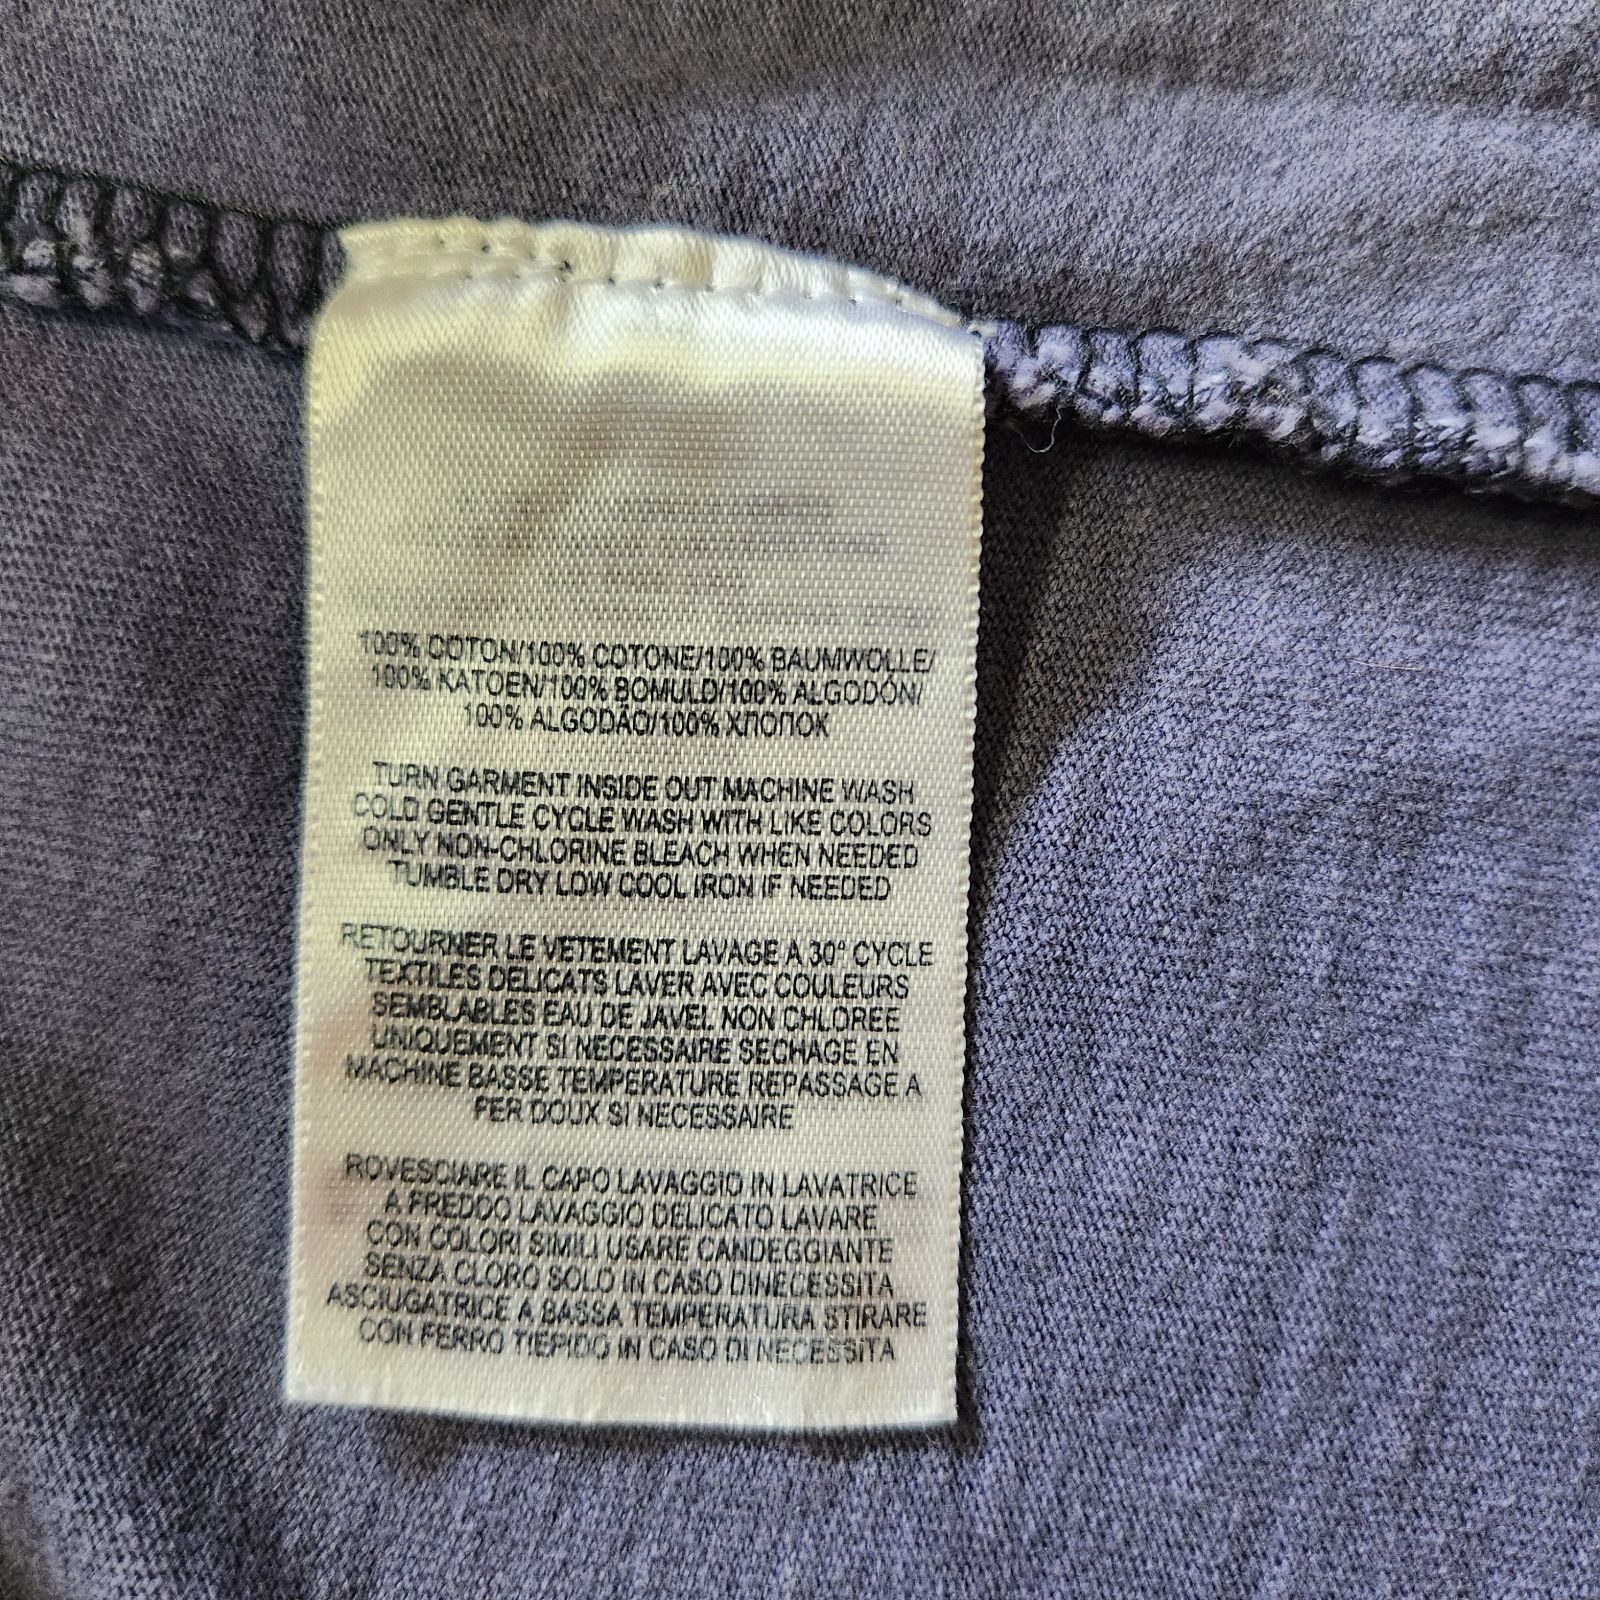 100% COTON/100% COTONE/100% BAUMWOLLE/
100% KATOEN/100% BOMULD/100% ALGODÓN/
100% ALGODÃO/100% ХЛОПОК
TURN GARMENT INSIDE OUT MACHINE WASH
COLD GENTLE CYCLE WASH WITH LIKE COLORS
ONLY NON-CHLORINE BLEACH WHEN NEEDED
TUMBLE DRY LOW COOL IRON IF NEEDED
RETOURNER LE VETEMENT LAVAGE A 30° CYCLE
TEXTILES DELICATS LAVER AVEC COULEURS
SEMBLABLES EAU DE JAVEL NON CHLOREE
UNIQUEMENT SI NECESSAIRE SECHAGE EN
MACHINE BASSE TEMPERATURE REPASSAGE A
FER DOUX SI NECESSAIRE
ROVESCIARE IL CAPO LAVAGGIO IN LAVATRICE
A FREDDO LAVAGGIO DELICATO LAVARE
CON COLORI SIMILI USARE CANDEGGIANTE
SENZA CLORO SOLO IN CASO DINECESSITA
ASCIUGATRICE A BASSA TEMPERATURA STIRARE
CON FERRO TIEPIDO IN CASO DI NECESSITA